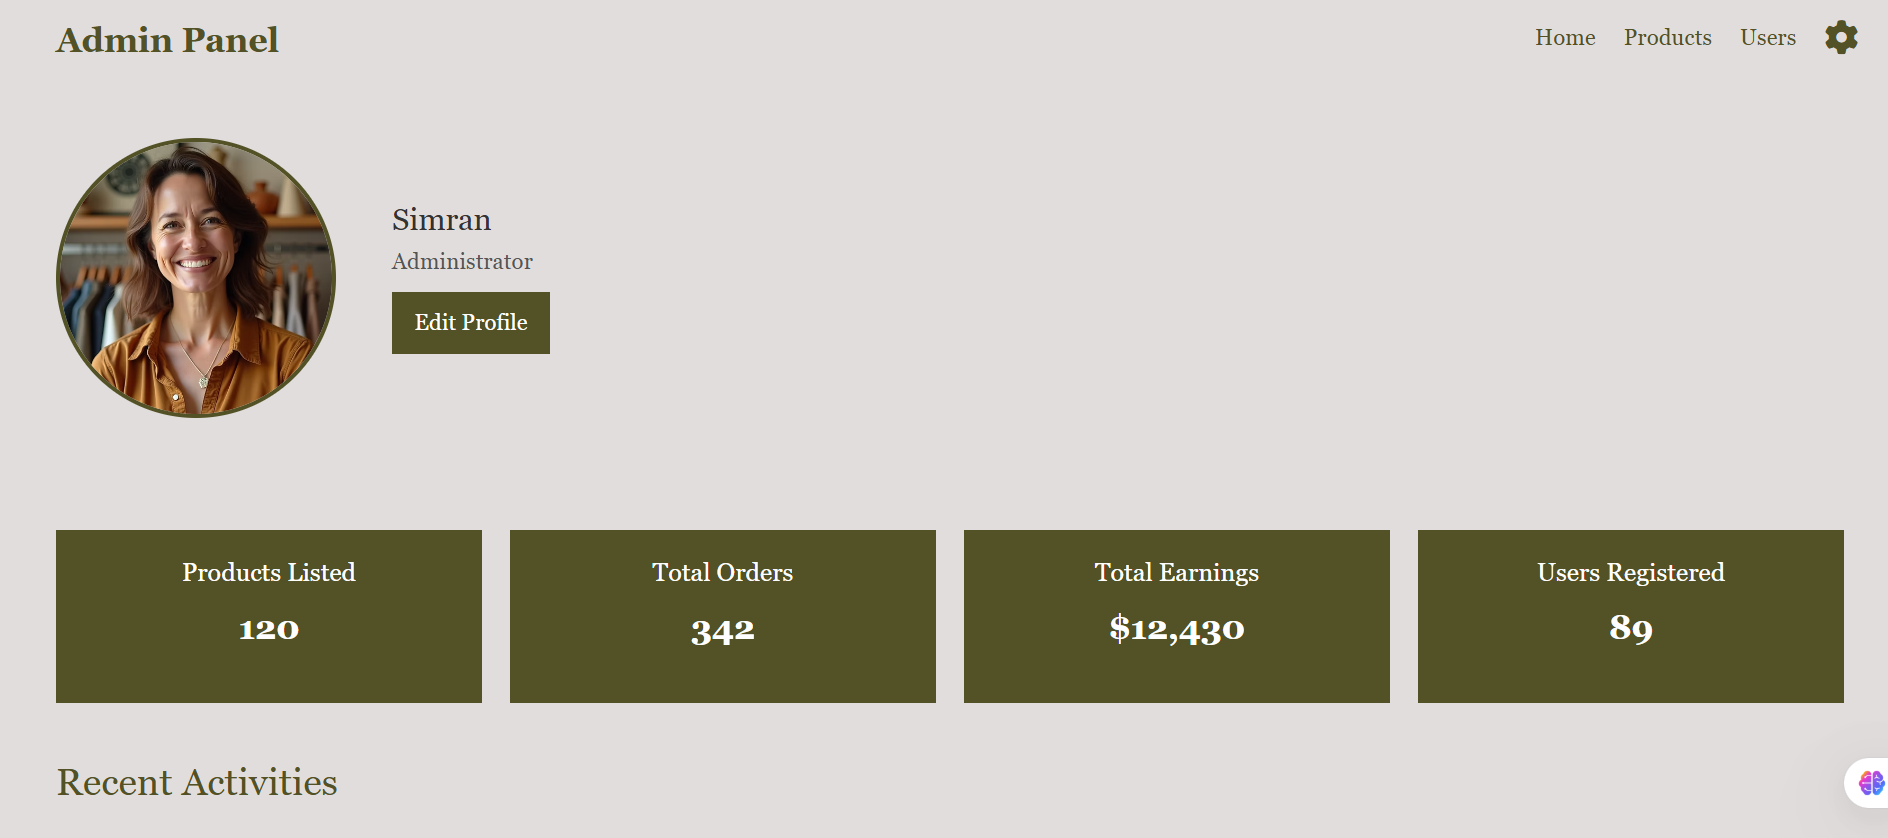 Admin Panel
Home Products Users
Simran
Administrator
Edit Profile
Products Listed
120
Total Orders
342
Total Earnings
$12,430
Users Registered
89
Recent Activities